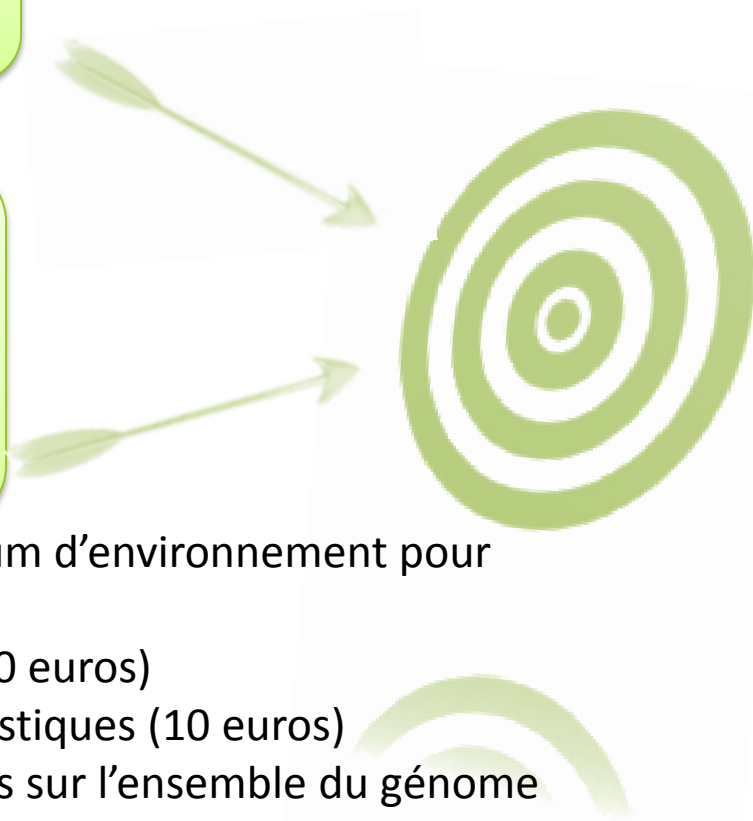 um d’environnement pour
0 euros)
stiques (10 euros)
s sur l’ensemble du génome